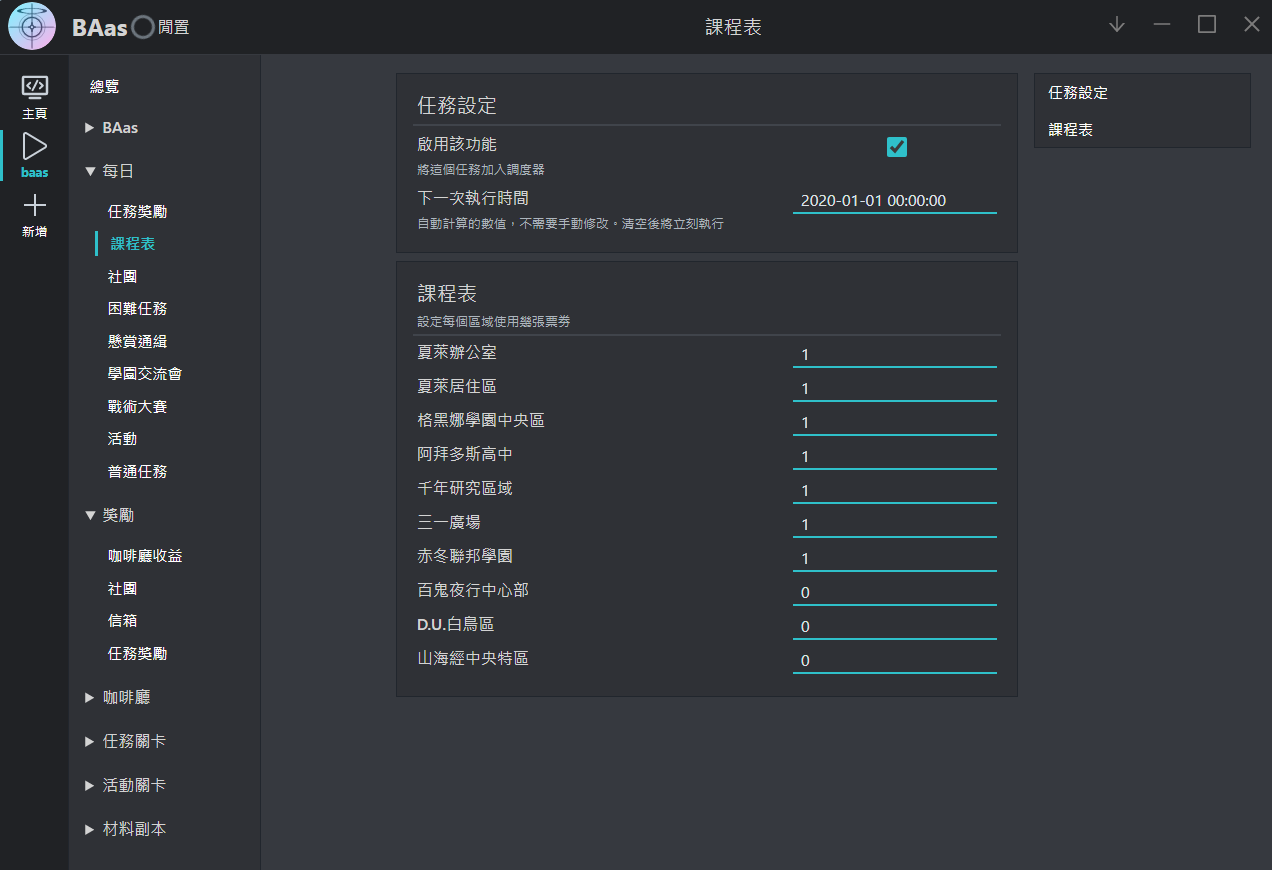 BAas 閒置
課程表
主頁
baas
新增
總覽
BAas
每日
任務獎勵
課程表
社團
困難任務
懸賞通緝
學園交流會
戰術大賽
活動
普通任務
獎勵
咖啡廳收益
社團
信箱
任務獎勵
咖啡廳
任務關卡
活動關卡
材料副本
任務設定
啟用該功能
將這個任務加入調度器
下一次執行時間
2020-01-01 00:00:00
自動計算的數值，不需要手動修改。清空後將立刻執行
課程表
設定每個區域使用幾張票券
夏萊辦公室 1
夏萊居住區 1
格黑娜學園中央區 1
阿拜多斯高中 1
千年研究區域 1
三一廣場 1
赤冬聯邦學園 1
百鬼夜行中心部 0
D.U.白鳥區 0
山海經中央特區 0
任務設定
課程表